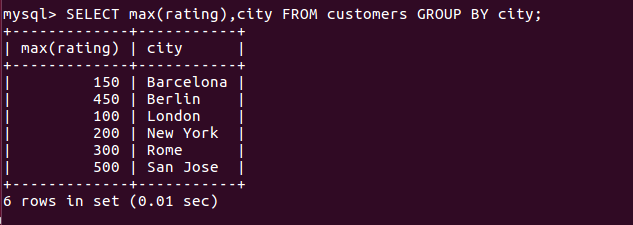 mysql> SELECT max(rating),city FROM customers GROUP BY city;
+-------------+-----------+
| max(rating) | city      |
+-------------+-----------+
|         150 | Barcelona |
|         450 | Berlin    |
|         100 | London    |
|         200 | New York  |
|         300 | Rome      |
|         500 | San Jose  |
+-------------+-----------+
6 rows in set (0.01 sec)